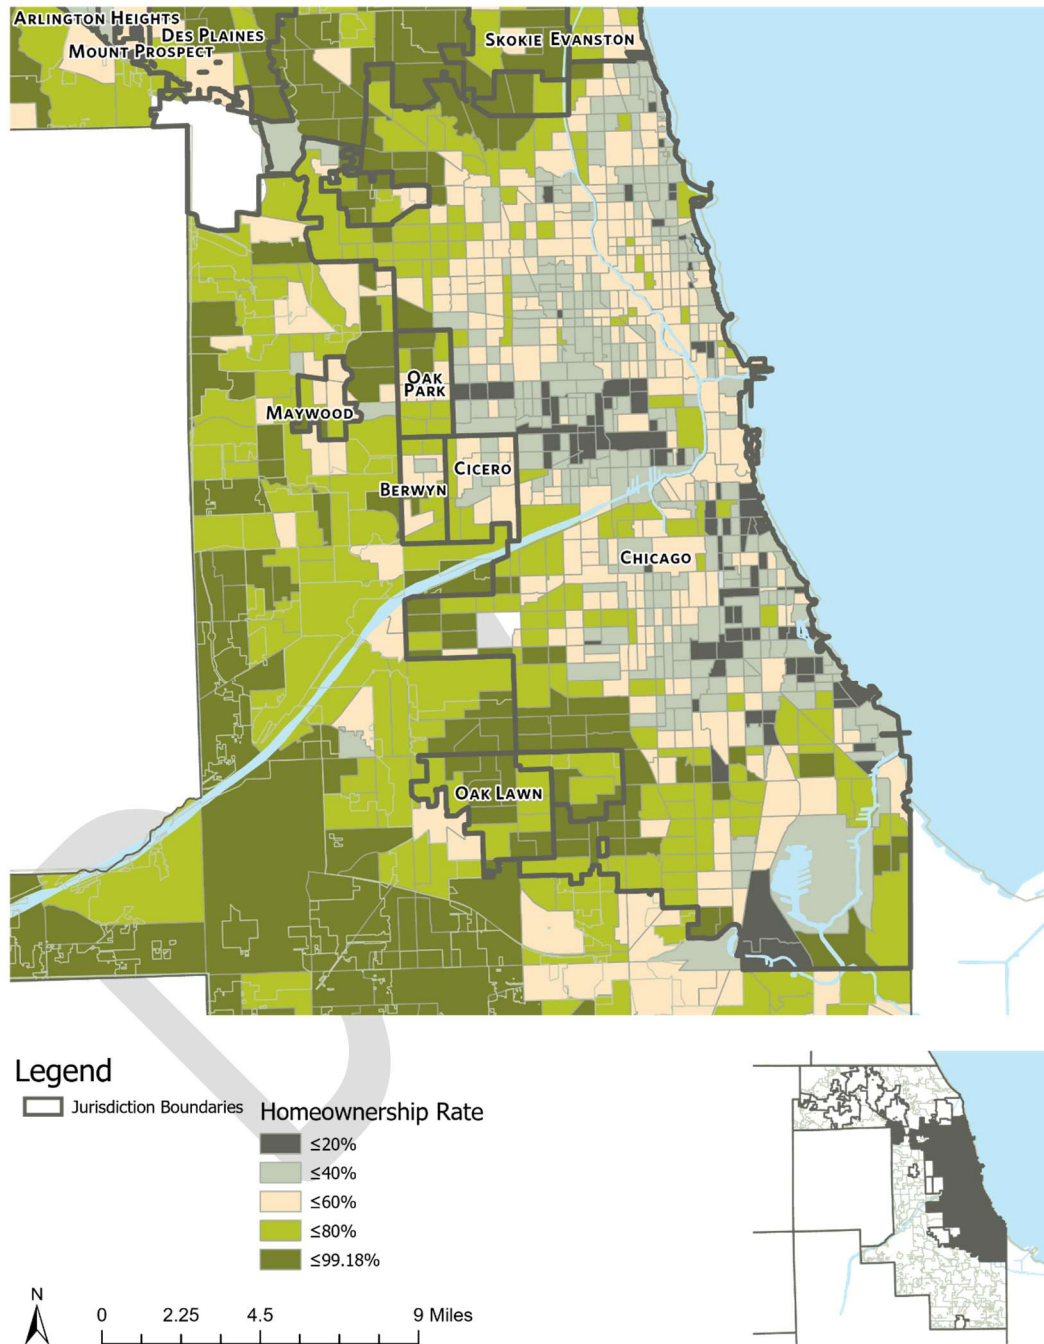 ARLINGTON HEIGHTS
DES PLAINES
MOUNT PROSPECT
SKOKIE EVANSTON
OAK
PARK
MAYWOOD
CICERO
BERWYN
CHICAGO
OAK LAWN
Legend
Jurisdiction Boundaries
Homeownership Rate
≤20%
≤40%
≤60%
≤80%
≤99.18%
N
0 2.25 4.5 9 Miles